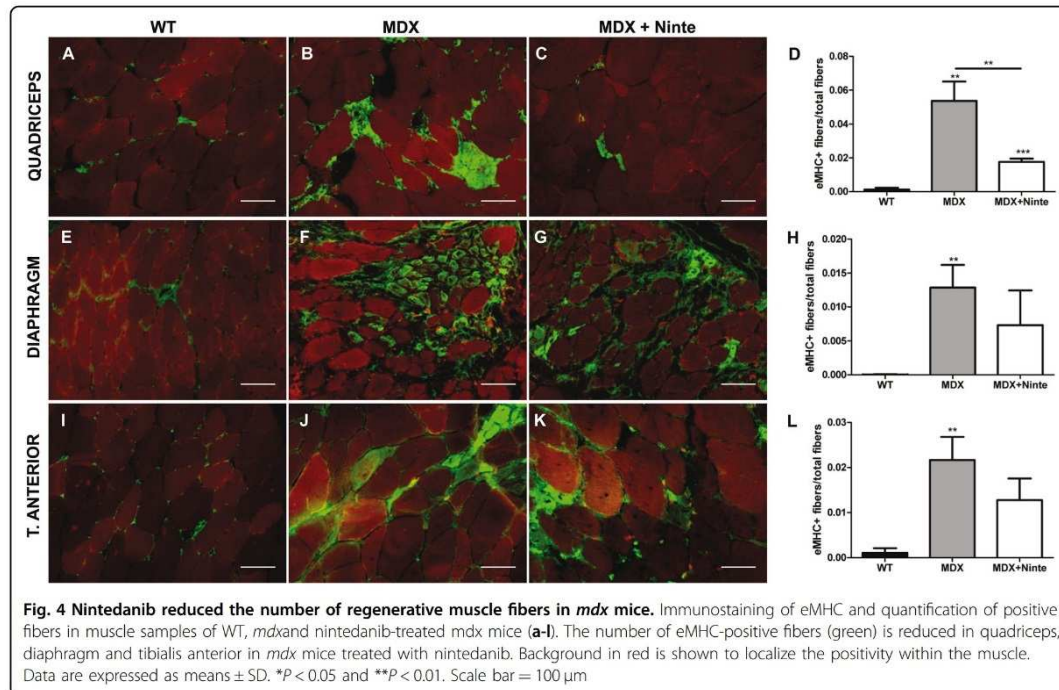 WT
MDX
MDX + Ninte
QUADRICEPS
A
B
C
D
eMHC+ fibers/total fibers
0.08
0.06
0.04
0.02
0.00
**
**
***
WT
MDX
MDX+Ninte
DIAPHRAGM
E
F
G
H
eMHC+ fibers/total fibers
0.020
0.015
0.010
0.005
0.000
**
WT
MDX
MDX+Ninte
T. ANTERIOR
I
J
K
L
eMHC+ fibers/total fibers
0.03
0.02
0.01
0.00
**
WT
MDX
MDX+Ninte
Fig. 4 Nintedanib reduced the number of regenerative muscle fibers in mdx mice. Immunostaining of eMHC and quantification of positive
fibers in muscle samples of WT, mdxand nintedanib-treated mdx mice (a-l). The number of eMHC-positive fibers (green) is reduced in quadriceps,
diaphragm and tibialis anterior in mdx mice treated with nintedanib. Background in red is shown to localize the positivity within the muscle.
Data are expressed as means ± SD. *P < 0.05 and **P < 0.01. Scale bar = 100 µm